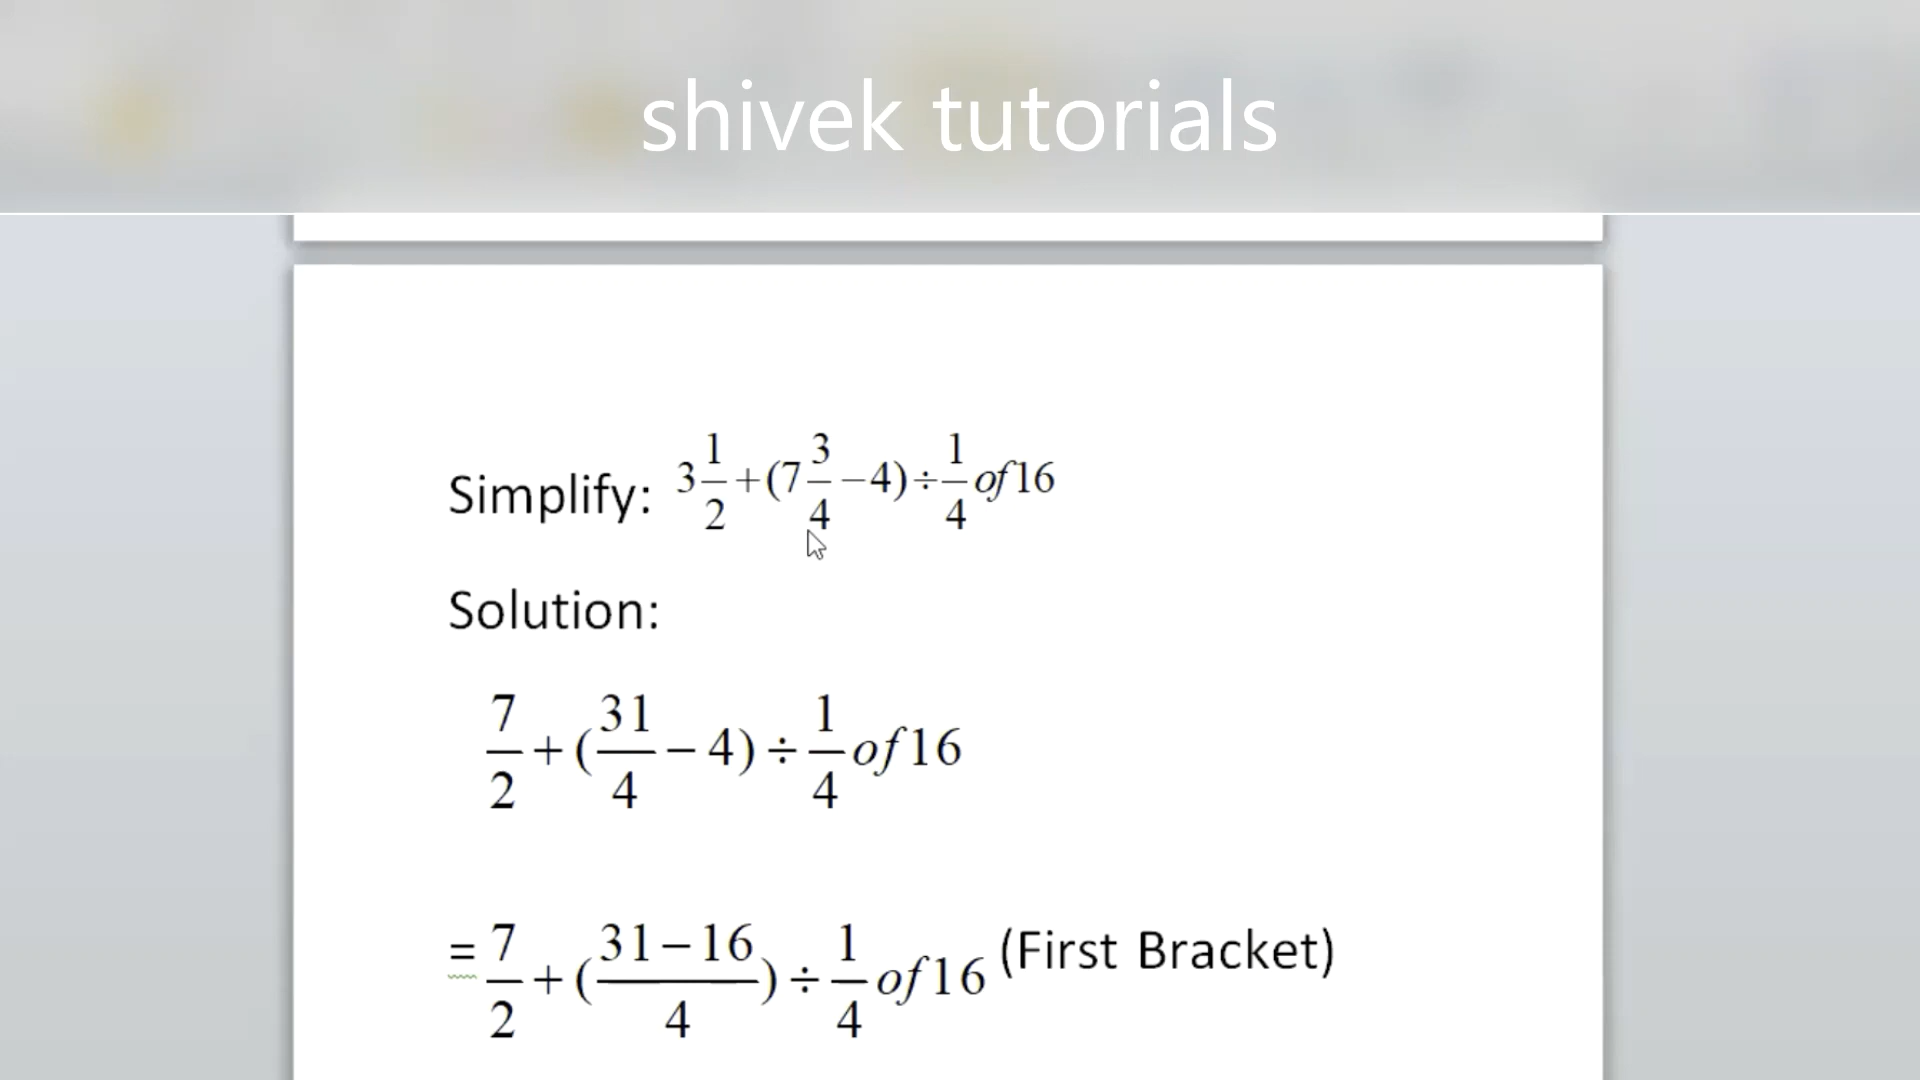 shivek tutorials
Simplify: 3 1/2 + (7 3/4 − 4) ÷ 1/4 of 16
Solution:
7/2 + (31/4 − 4) ÷ 1/4 of 16
= 7/2 + (31 − 16/4) ÷ 1/4 of 16 (First Bracket)